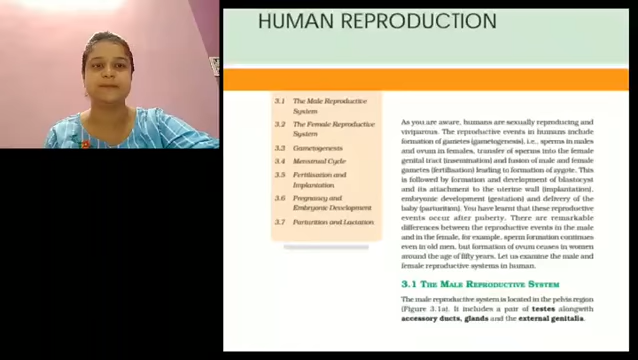 HUMAN REPRODUCTION
3.1 The Male Reproductive
System
3.2 The Female Reproductive
System
3.3 Gametogenesis
3.4 Menstrual Cycle
3.5 Fertilisation and
Implantation
3.6 Pregnancy and
Embryonic Development
3.7 Parturition and Lactation
As you are aware, humans are sexually reproducing and
viviparous. The reproductive events in humans include
formation of gametes (gametogenesis), i.e., sperms in males
and ovum in females, transfer of sperms into the female
genital tract (insemination) and fusion of male and female
gametes (fertilisation) leading to formation of zygote. This
is followed by formation and development of blastocyst
and its attachment to the uterine wall (implantation),
embryonic development (gestation) and delivery of the
baby (parturition). You have learnt that these reproductive
events occur after puberty. There are remarkable
differences between the reproductive events in the male
and in the female, for example, sperm formation continues
even in old men, but formation of ovum ceases in women
around the age of fifty years. Let us examine the male and
female reproductive systems in human.
3.1 THE MALE REPRODUCTIVE SYSTEM
The male reproductive system is located in the pelvis region
(Figure 3.1a). It includes a pair of testes alongwith
accessory ducts, glands and the external genitalia.